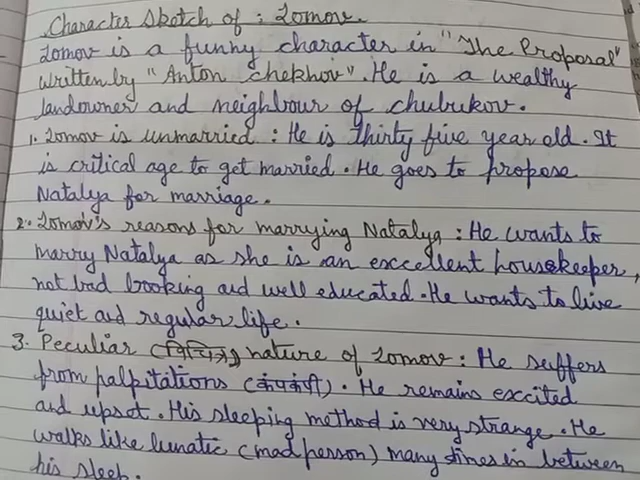 Character Sketch of : Lomov.
Lomov is a funny character in "The Proposal"
written by "Anton Chekhov". He is a wealthy
landowner and neighbour of chubukov.
1. Lomov is unmarried : He is thirty five year old. It
is critical age to get married. He goes to propose
Natalya for marriage.
2. Lomov's reasons for marrying Natalya : He wants to
marry Natalya as she is an excellent housekeeper,
not bad looking and well educated. He wants to live
quiet and regular life.
3. Peculiar (विचित्र) nature of Lomov : He suffers
from palpitations (कंपकंपी). He remains excited
and upset. His sleeping method is very strange. He
walks like lunatic (mad person) many times in between
his sleep.